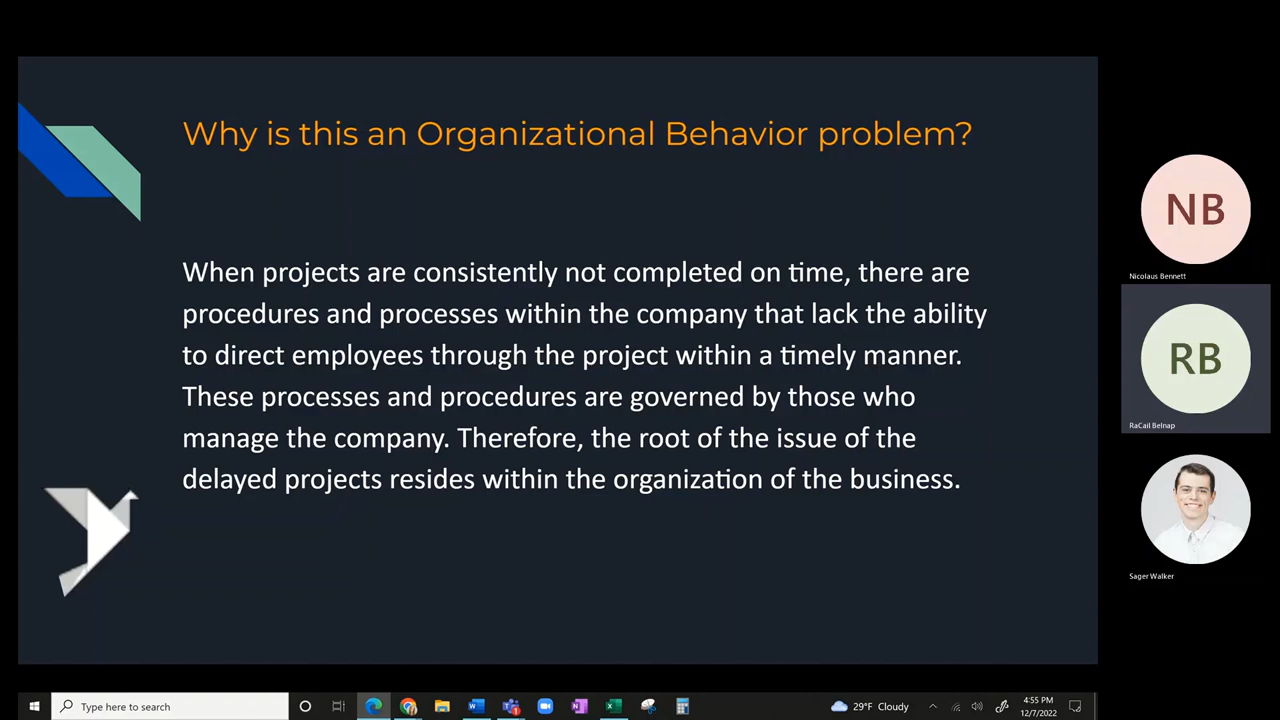 Why is this an Organizational Behavior problem?
When projects are consistently not completed on time, there are
procedures and processes within the company that lack the ability
to direct employees through the project within a timely manner.
These processes and procedures are governed by those who
manage the company. Therefore, the root of the issue of the
delayed projects resides within the organization of the business.
NB
Nicolaus Bennett
RB
RaCail Belnap
Sager Walker
Type here to search
29°F Cloudy
4:55 PM
12/7/2022